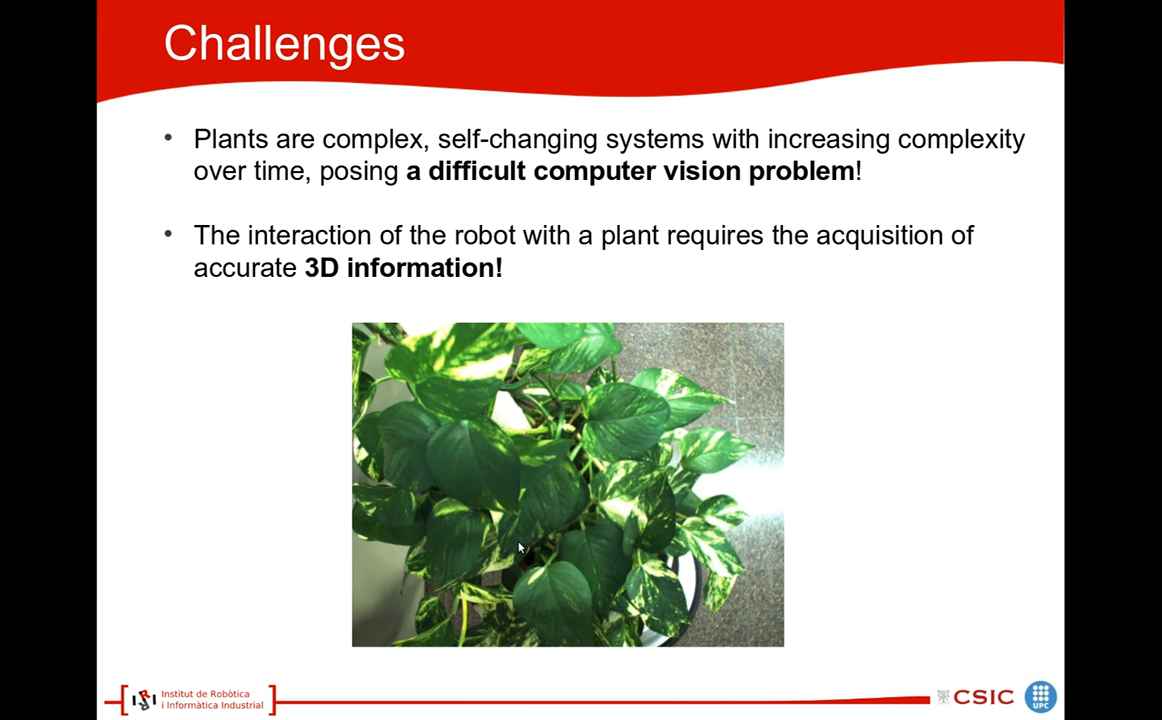 Challenges
• Plants are complex, self-changing systems with increasing complexity
over time, posing a difficult computer vision problem!
• The interaction of the robot with a plant requires the acquisition of
accurate 3D information!
IRI
Institut de Robòtica
i Informàtica Industrial
CSIC
UPC